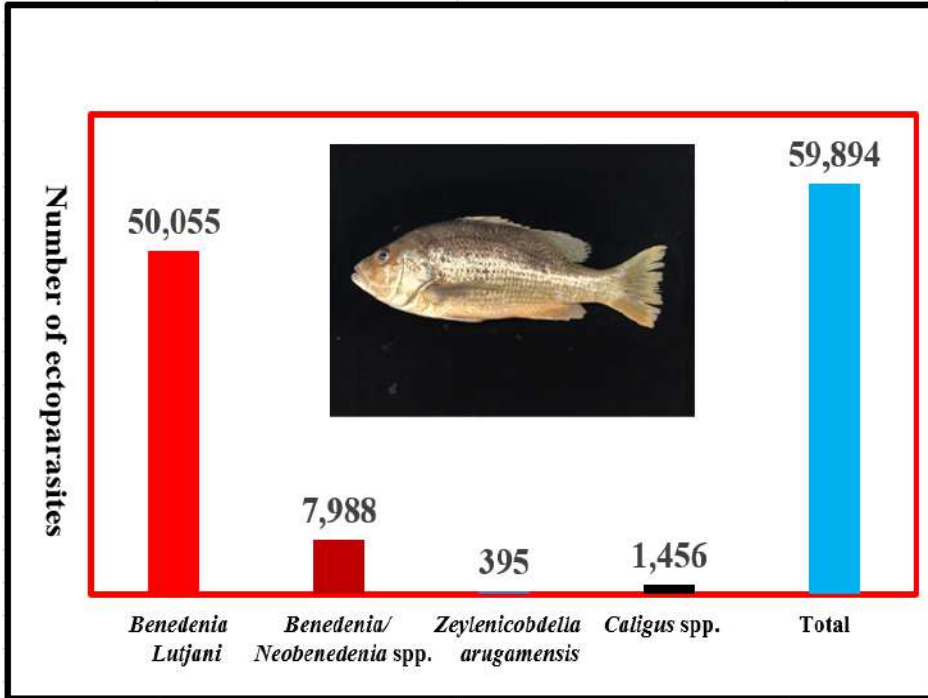 Number of ectoparasites
50,055
7,988
395
1,456
59,894
Benedenia
Lutjani
Benedenia/
Neobenedenia spp.
Zeylenicobdella
arugamensis
Caligus spp.
Total